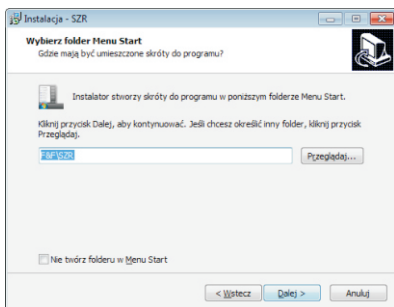 Instalacja - SZR
Wybierz folder Menu Start
Gdzie mają być umieszczone skróty do programu?
Instalator stworzy skróty do programu w poniższym folderze Menu Start.
Kliknij przycisk Dalej, aby kontynuować. Jeśli chcesz określić inny folder, kliknij przycisk
Przeglądaj.
F&F\SZR
Przeglądaj...
Nie twórz folderu w Menu Start
< Wstecz
Dalej >
Anuluj